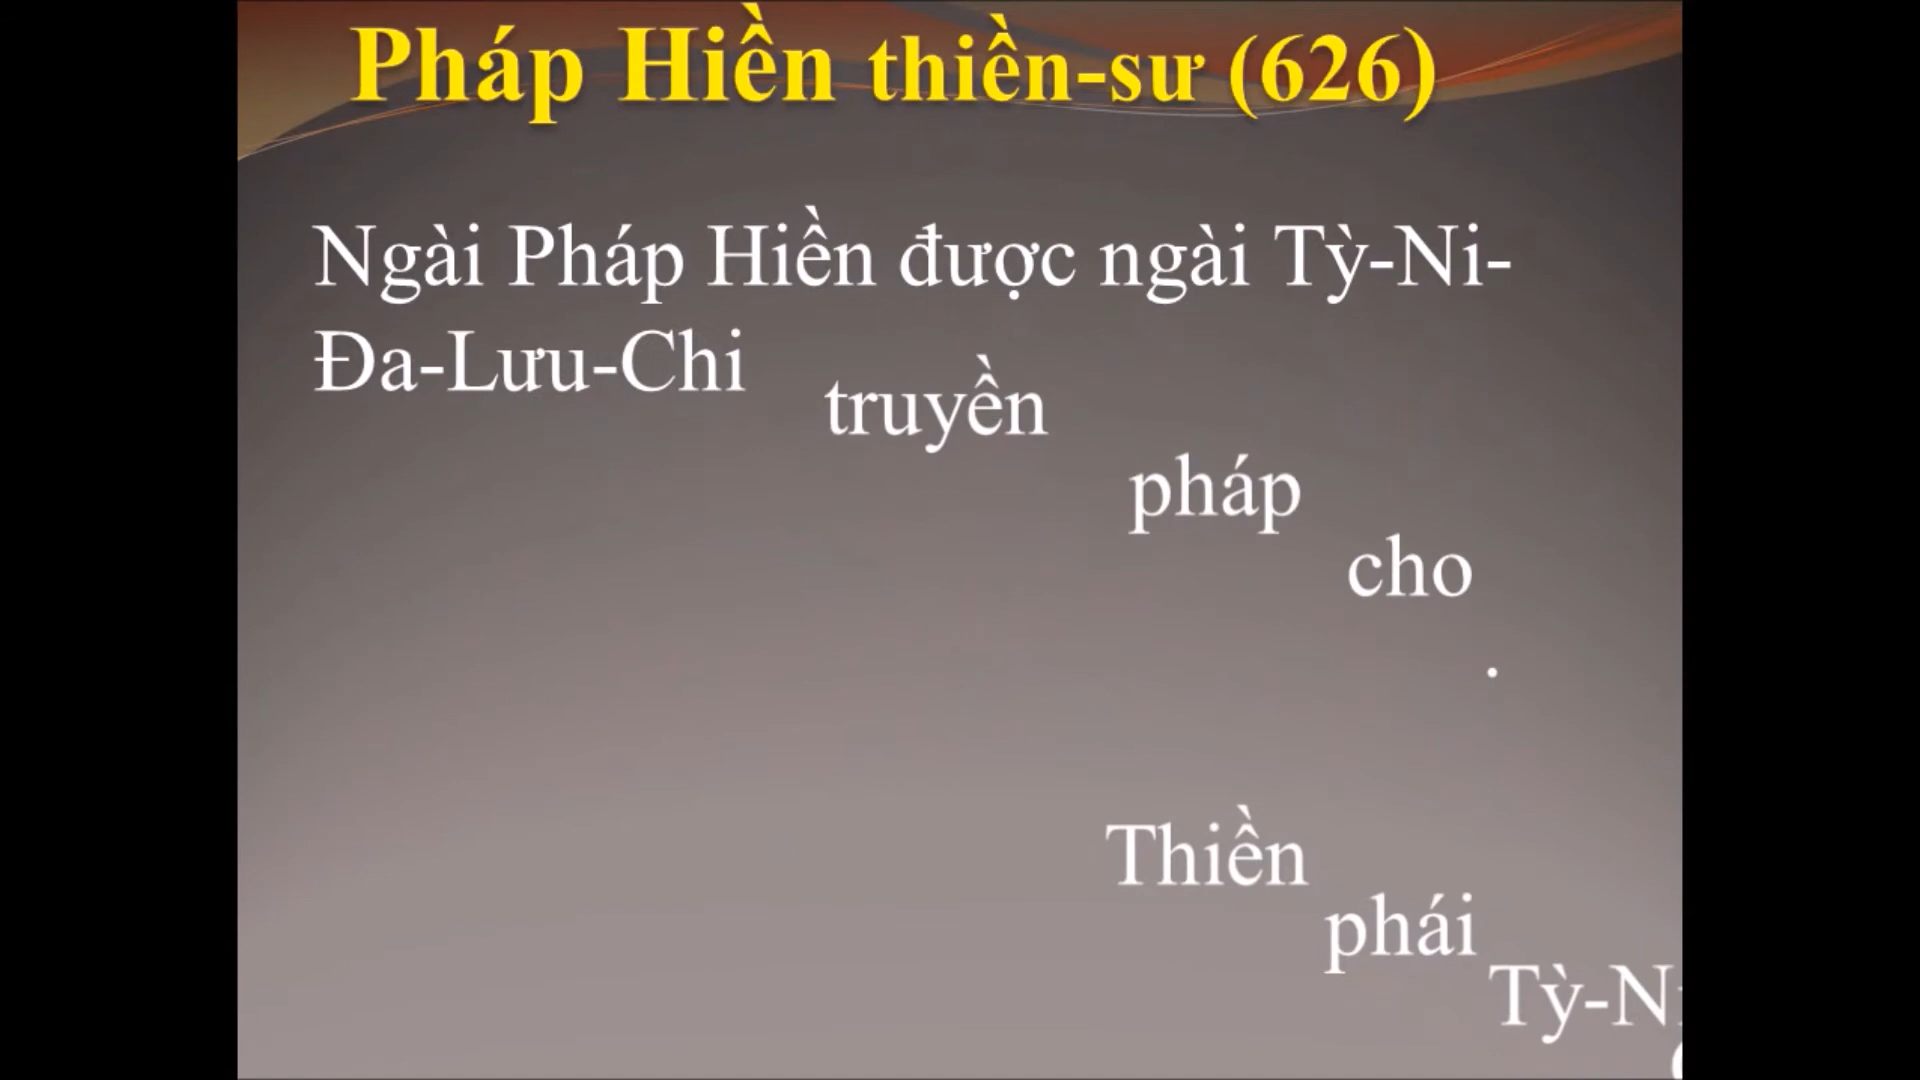 Pháp Hiền thiền-sư (626)
Ngài Pháp Hiền được ngài Tỳ-Ni-
Đa-Lưu-Chi
truyền
pháp
cho
.
Thiền
phái
Tỳ-N